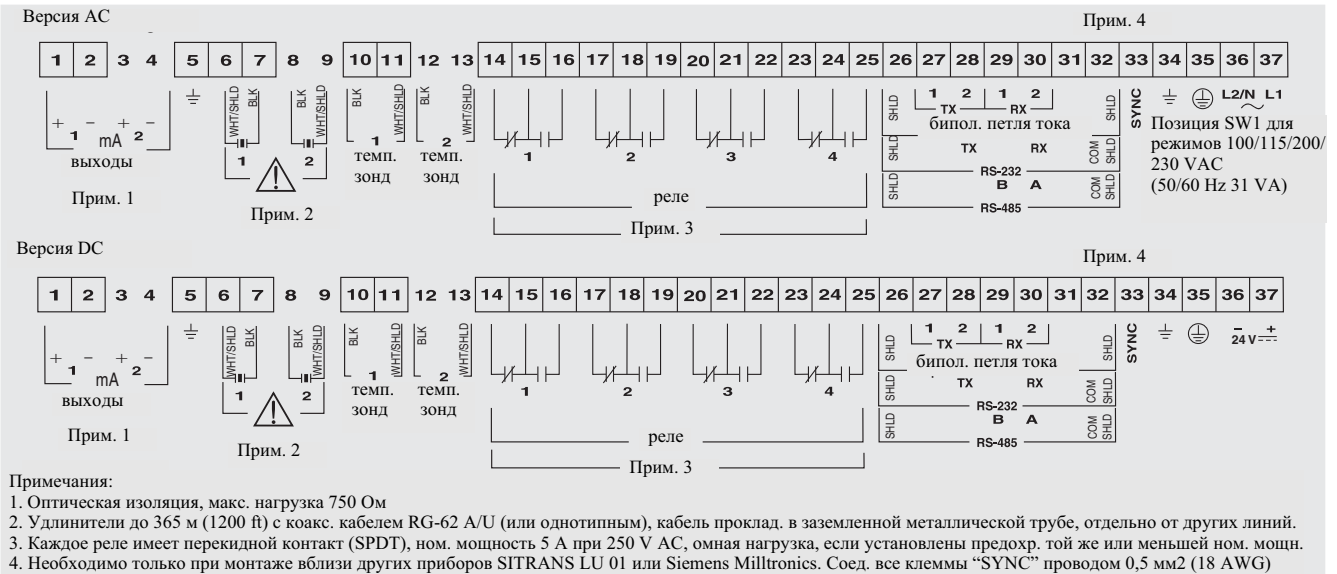 Версия AC
Прим. 4
1 2 3 4 5 6 7 8 9 10 11 12 13 14 15 16 17 18 19 20 21 22 23 24 25 26 27 28 29 30 31 32 33 34 35 36 37
+ 1 − + 2 −
mA
выходы
Прим. 1
WHT/SHLD BLK BLK WHT/SHLD
1 2
Прим. 2
BLK WHT/SHLD BLK WHT/SHLD
1 2
темп. зонд
темп. зонд
1 2 3 4
реле
Прим. 3
SHLD 1 2 1 2 SHLD
TX RX
бипол. петля тока
SHLD TX RX COM SHLD
RS-232
SHLD B A COM SHLD
RS-485
SYNC
L2/N L1
Позиция SW1 для
режимов 100/115/200/
230 VAC
(50/60 Hz 31 VA)
Версия DC
Прим. 4
1 2 3 4 5 6 7 8 9 10 11 12 13 14 15 16 17 18 19 20 21 22 23 24 25 26 27 28 29 30 31 32 33 34 35 36 37
+ 1 − + 2 −
mA
выходы
Прим. 1
WHT/SHLD BLK BLK WHT/SHLD
1 2
Прим. 2
BLK WHT/SHLD BLK WHT/SHLD
1 2
темп. зонд
темп. зонд
1 2 3 4
реле
Прим. 3
SHLD 1 2 1 2 SHLD
TX RX
бипол. петля тока
SHLD TX RX COM SHLD
RS-232
SHLD B A COM SHLD
RS-485
SYNC
− +
24 V
Примечания:
1. Оптическая изоляция, макс. нагрузка 750 Ом
2. Удлинители до 365 м (1200 ft) с коакс. кабелем RG-62 A/U (или однотипным), кабель проклад. в заземленной металлической трубе, отдельно от других линий.
3. Каждое реле имеет перекидной контакт (SPDT), ном. мощность 5 A при 250 V AC, омная нагрузка, если установлены предохр. той же или меньшей ном. мощн.
4. Необходимо только при монтаже вблизи других приборов SITRANS LU 01 или Siemens Milltronics. Соед. все клеммы “SYNC” проводом 0,5 мм2 (18 AWG)